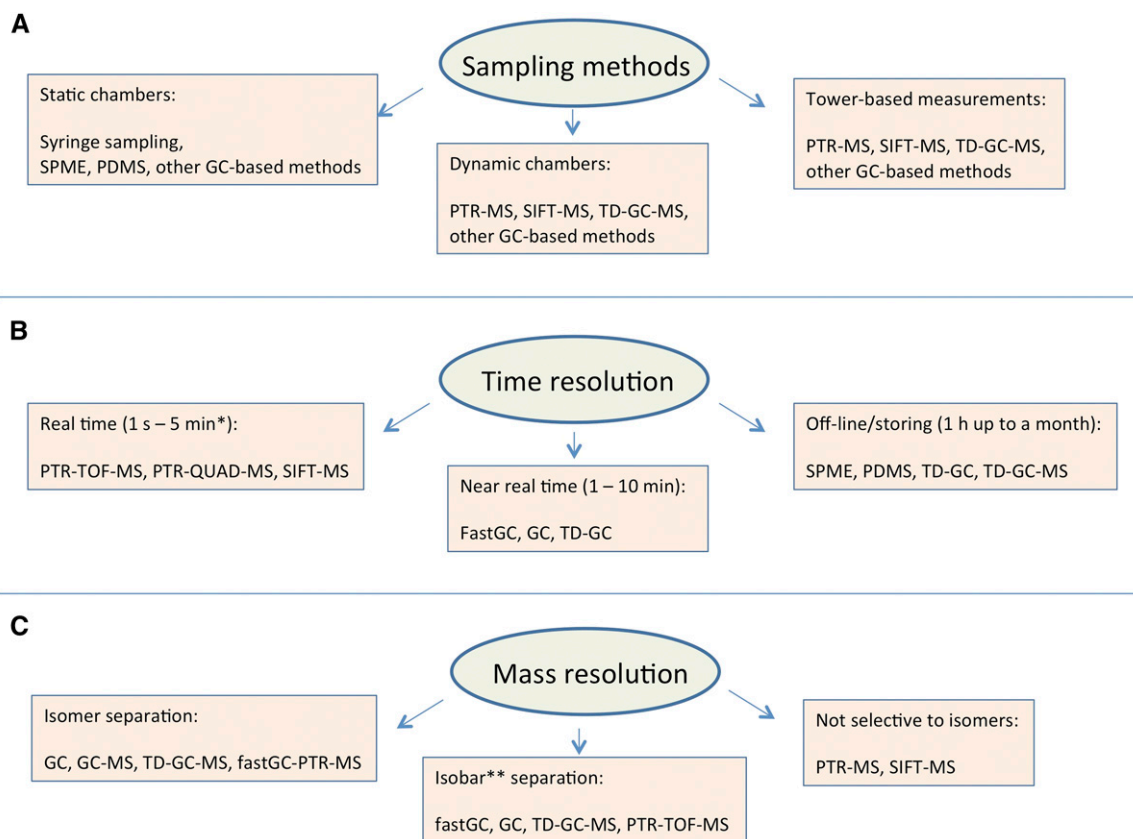 A
Sampling methods
Static chambers:
Syringe sampling,
SPME, PDMS, other GC-based methods
Dynamic chambers:
PTR-MS, SIFT-MS, TD-GC-MS,
other GC-based methods
Tower-based measurements:
PTR-MS, SIFT-MS, TD-GC-MS,
other GC-based methods
B
Time resolution
Real time (1 s – 5 min*):
PTR-TOF-MS, PTR-QUAD-MS, SIFT-MS
Near real time (1 – 10 min):
FastGC, GC, TD-GC
Off-line/storing (1 h up to a month):
SPME, PDMS, TD-GC, TD-GC-MS
C
Mass resolution
Isomer separation:
GC, GC-MS, TD-GC-MS, fastGC-PTR-MS
Isobar** separation:
fastGC, GC, TD-GC-MS, PTR-TOF-MS
Not selective to isomers:
PTR-MS, SIFT-MS